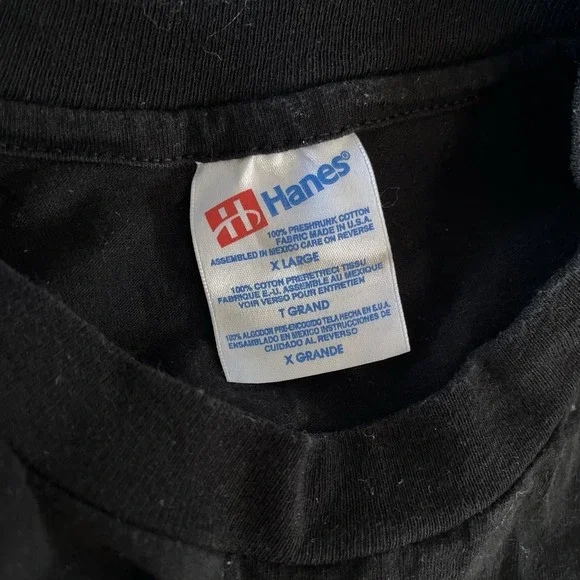 Hanes®
100% PRESHRUNK COTTON
FABRIC MADE IN U.S.A.
ASSEMBLED IN MEXICO CARE ON REVERSE
X LARGE
100% COTON PRERETRECI TISSU
FABRIQUE E.-U. ASSEMBLE AU MEXIQUE
VOIR VERSO POUR ENTRETIEN
T GRAND
100% ALGODON PRE-ENCOGIDO TELA HECHA EN E.U.A.
ENSAMBLADO EN MEXICO INSTRUCCIONES DE
CUIDADO AL REVERSO
X GRANDE